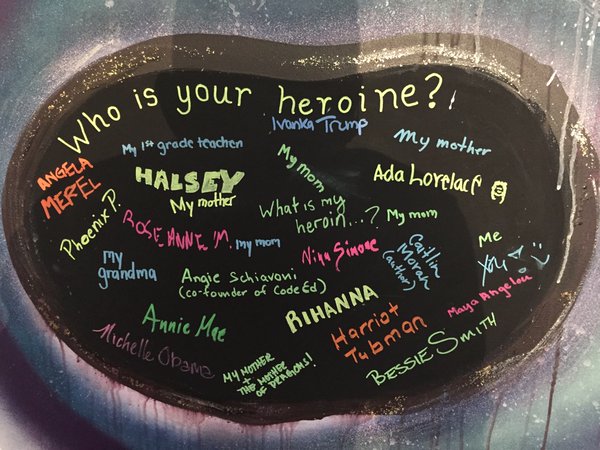 Who is your heroine?
Ivanka Trump
My 1st grade teacher
My mother
ANGELA
MEREL
HALSEY
My mom
Ada Lovelace
Phoenix P.
My mother
What is my
heroin...?
My mom
ROSEANNE 'M.
my mom
Nina Simone
Caitlin
Moran
(author)
Me
YOU
my
grandma
Angie Schiavoni
(co-founder of CodeEd)
Maya Angelou
Annie Mae
RIHANNA
Harriet
Tubman
BESSIE SMITH
Michelle Obama
MY MOTHER
+
THE MOTHER
OF DRAGONS!